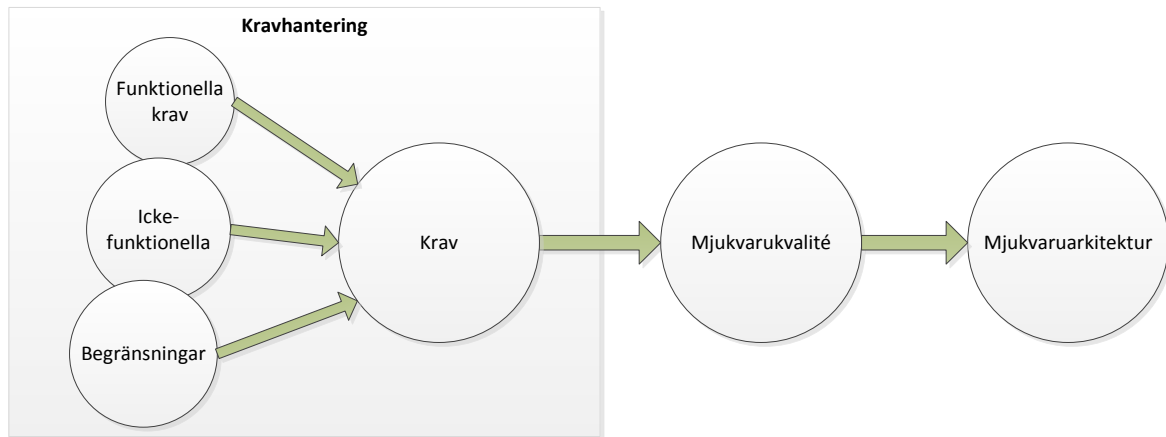 Kravhantering
Funktionella
krav
Icke-
funktionella
Begränsningar
Krav
Mjukvarukvalité
Mjukvaruarkitektur